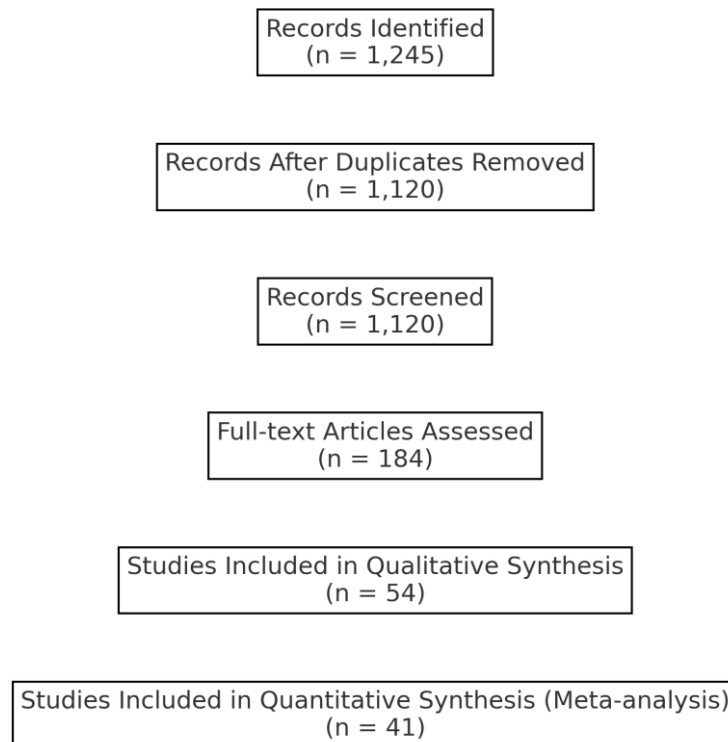 Records Identified
(n = 1,245)
Records After Duplicates Removed
(n = 1,120)
Records Screened
(n = 1,120)
Full-text Articles Assessed
(n = 184)
Studies Included in Qualitative Synthesis
(n = 54)
Studies Included in Quantitative Synthesis (Meta-analysis)
(n = 41)